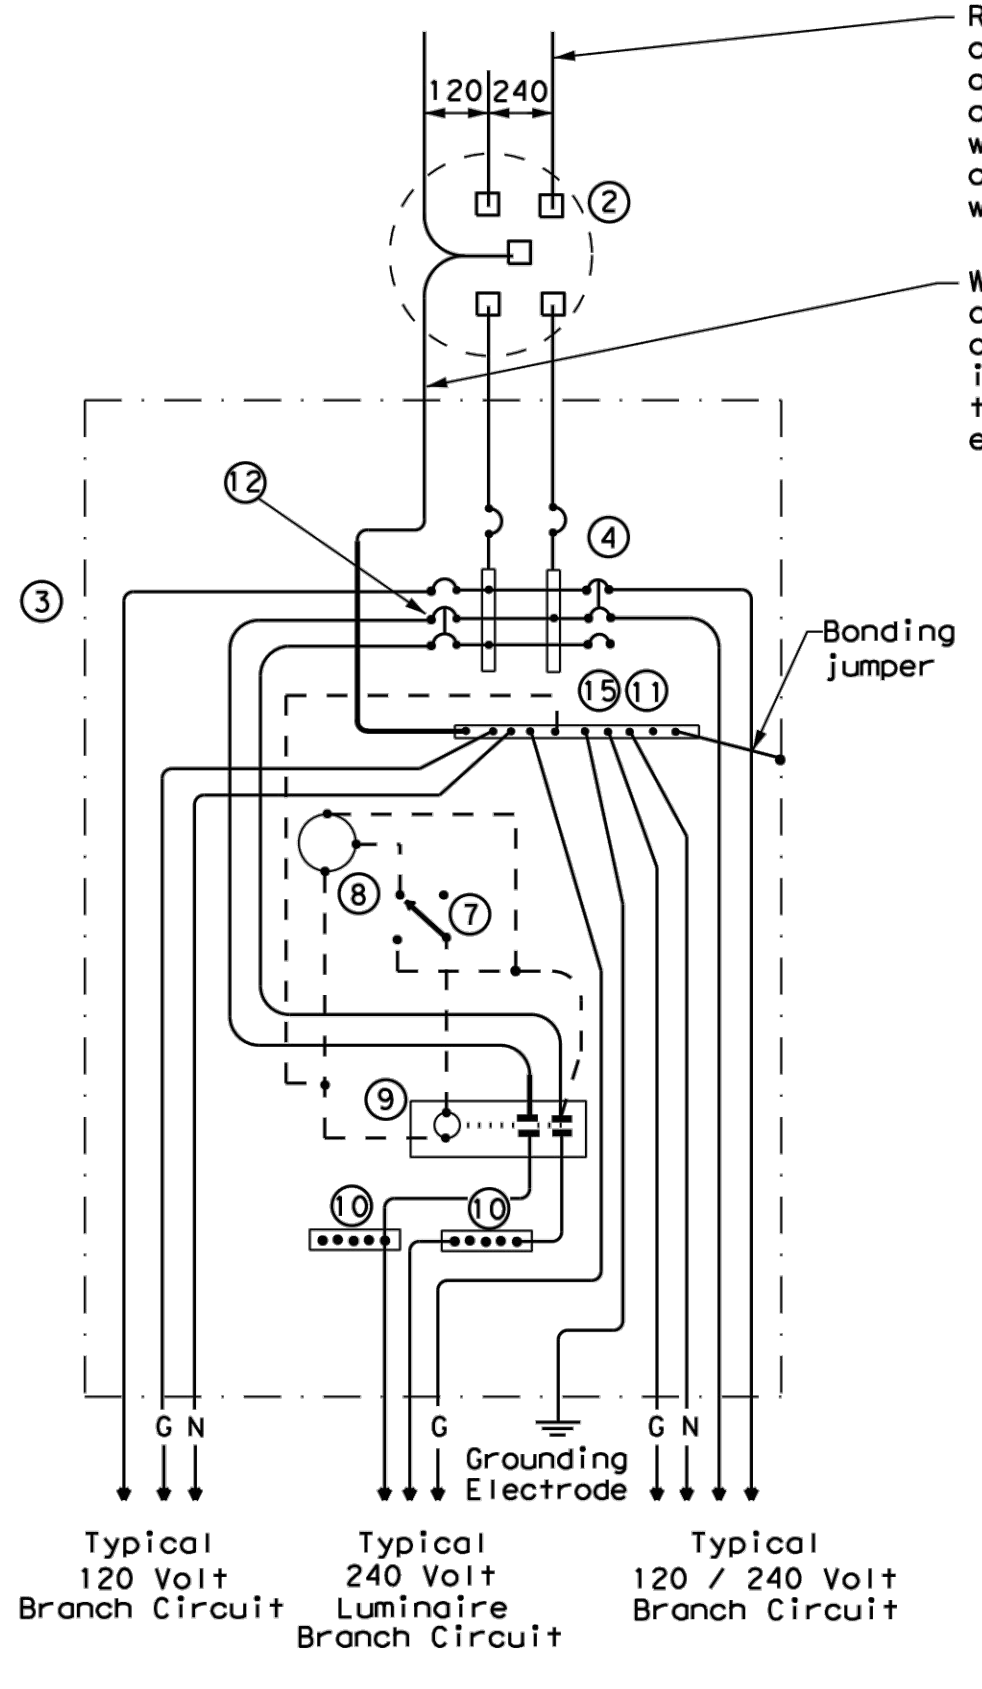 R
120
240
2
W
i
t
e
12
4
3
Bonding
jumper
15
11
8
7
9
10
10
G N
G
G N
Grounding
Electrode
Typical
120 Volt
Branch Circuit
Typical
240 Volt
Luminaire
Branch Circuit
Typical
120 / 240 Volt
Branch Circuit